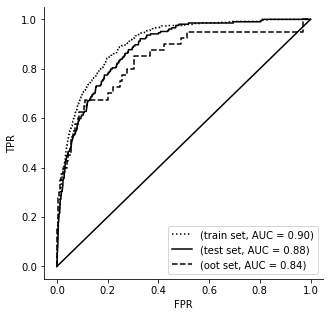 1.0
0.8
0.6
0.4
0.2
0.0
TPR
(train set, AUC = 0.90)
(test set, AUC = 0.88)
(oot set, AUC = 0.84)
0.0 0.2 0.4 0.6 0.8 1.0
FPR